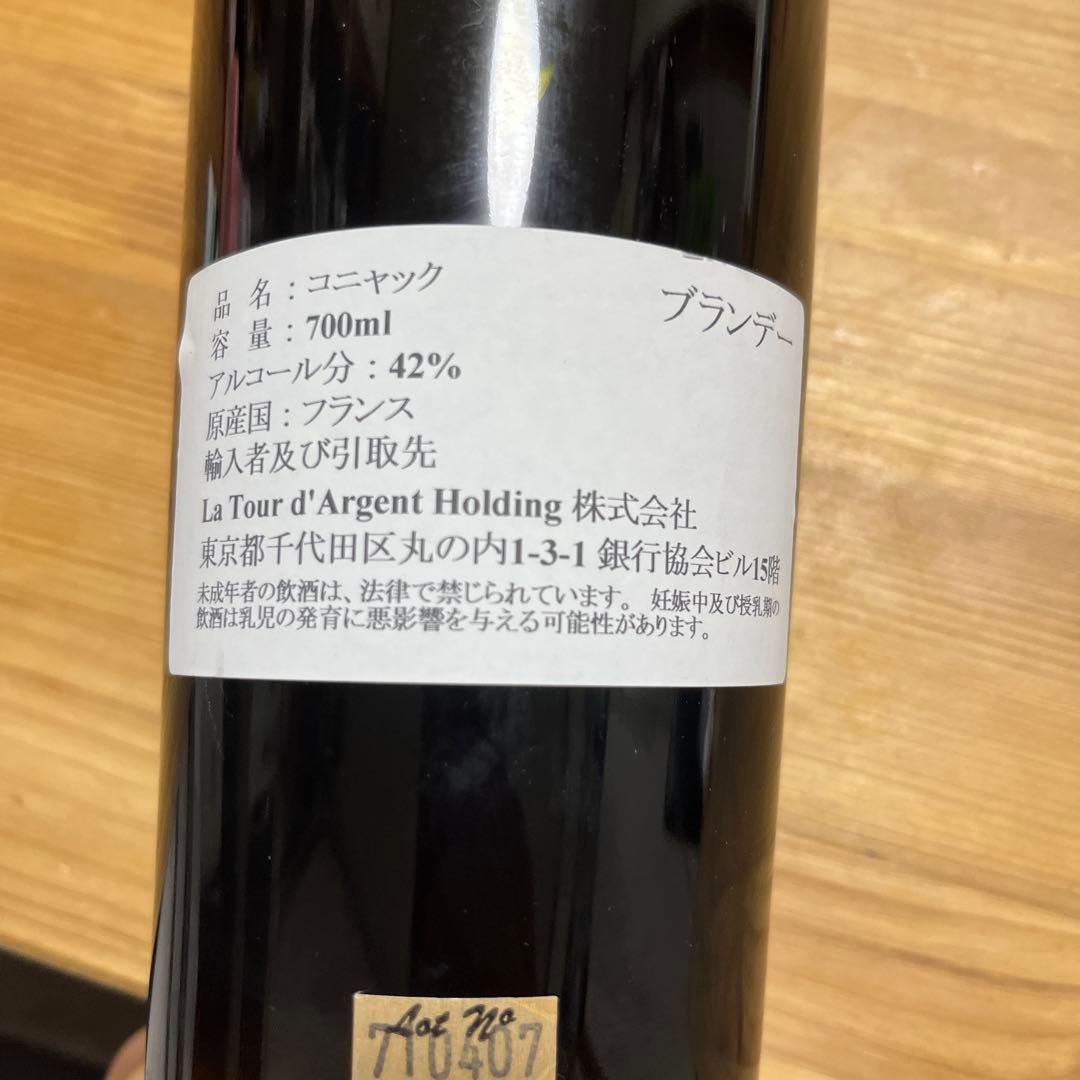 品 名:コニャック
ブランデー
容 量:700ml
アルコール分:42%
原産国:フランス
輸入者及び引取先
La Tour d'Argent Holding 株式会社
東京都千代田区丸の内1-3-1 銀行協会ビル15階
未成年者の飲酒は、法律で禁じられています。 妊娠中及び授乳期の
飲酒は乳児の発育に悪影響を与える可能性があります。
Lot No
710407